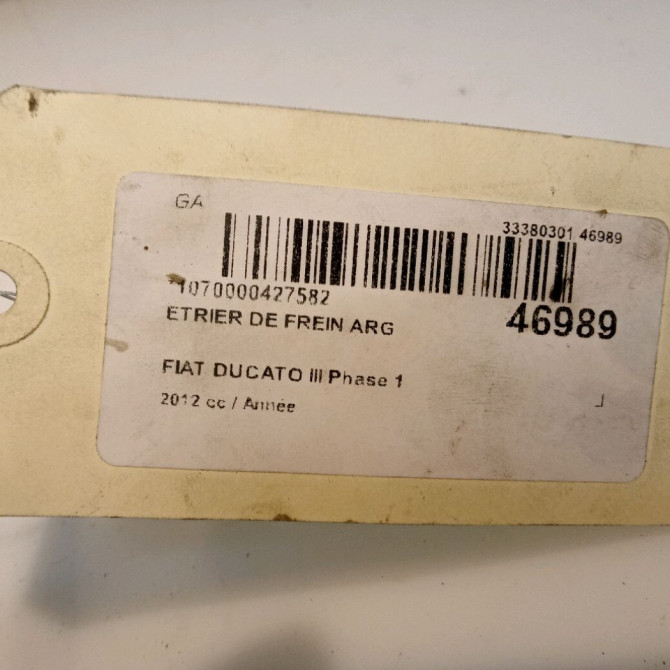 GA
33380301 46989
1070000427582
46989
ETRIER DE FREIN ARG
FIAT DUCATO III Phase 1
2012 cc / Année